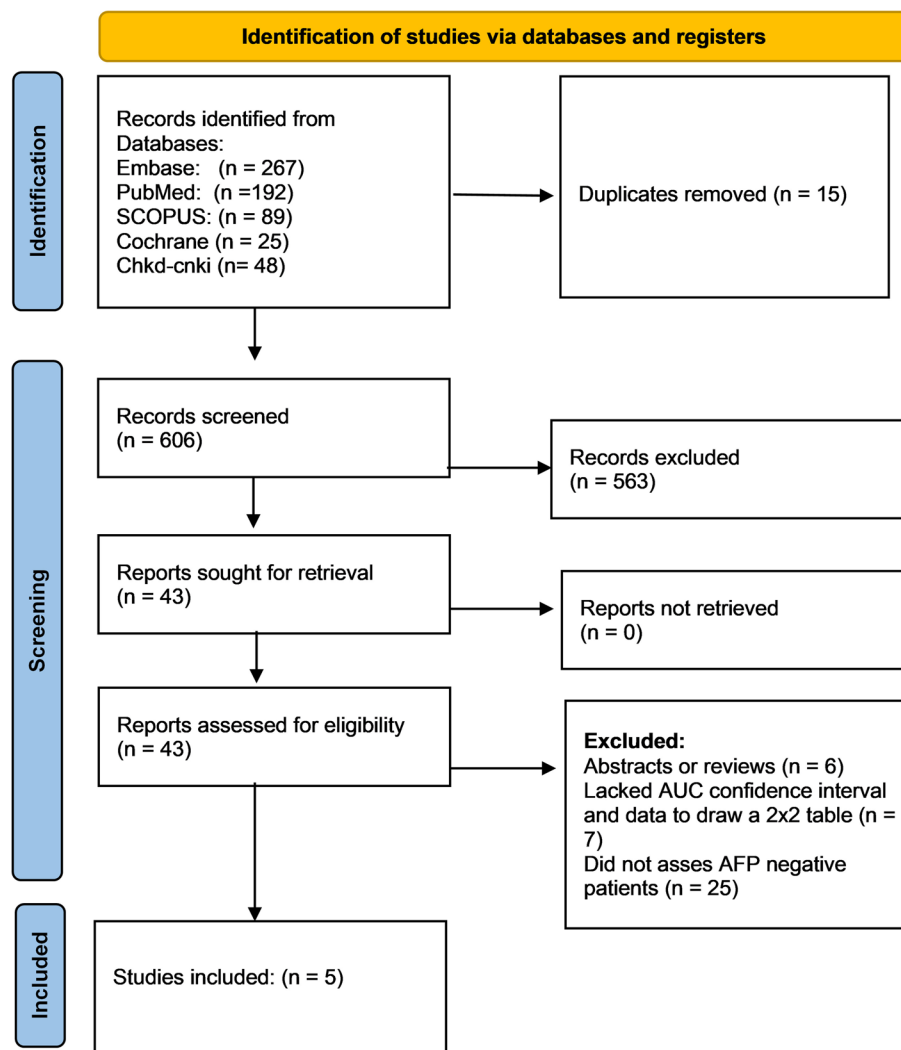 Identification of studies via databases and registers
Identification
Records identified from
Databases:
Embase: (n = 267)
PubMed: (n =192)
SCOPUS: (n = 89)
Cochrane (n = 25)
Chkd-cnki (n= 48)
Duplicates removed (n = 15)
Screening
Records screened
(n = 606)
Records excluded
(n = 563)
Reports sought for retrieval
(n = 43)
Reports not retrieved
(n = 0)
Reports assessed for eligibility
(n = 43)
Excluded:
Abstracts or reviews (n = 6)
Lacked AUC confidence interval
and data to draw a 2x2 table (n =
7)
Did not asses AFP negative
patients (n = 25)
Included
Studies included: (n = 5)